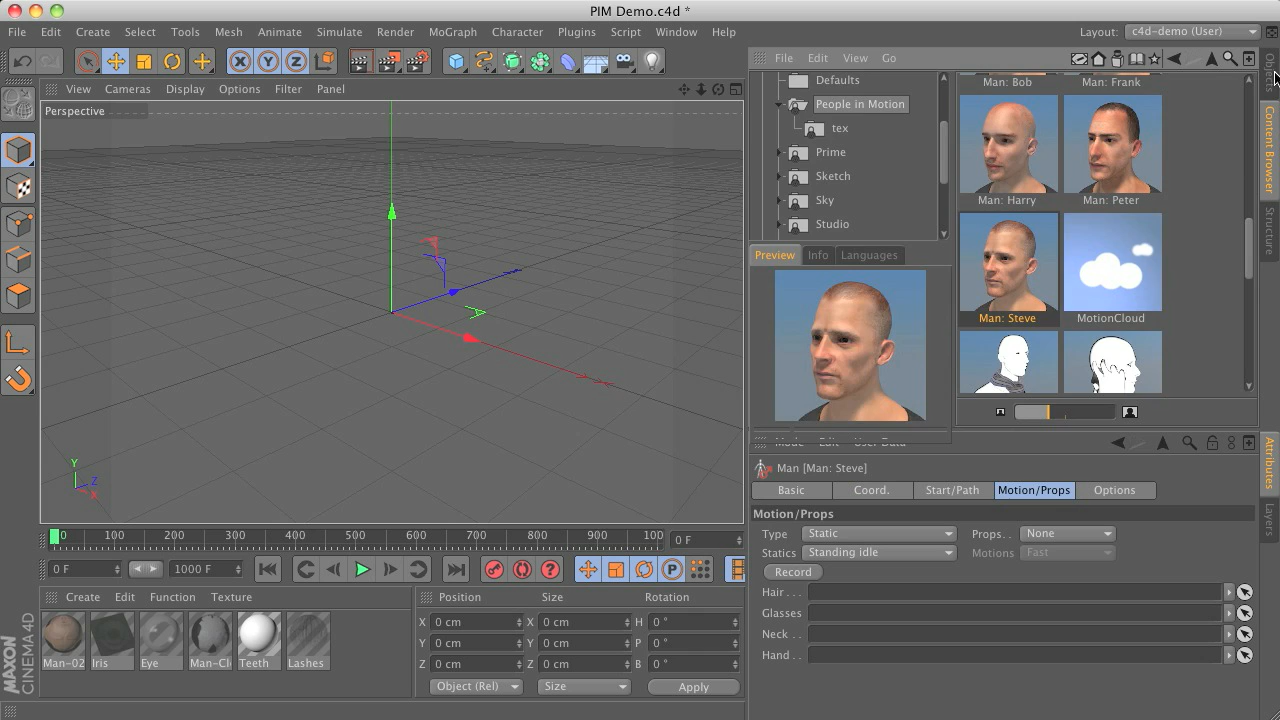 PIM Demo.c4d *
File Edit Create Select Tools Mesh Animate Simulate Render MoGraph Character Plugins Script Window Help Layout: c4d-demo (User)
X Y Z
View Cameras Display Options Filter Panel
Perspective
Y
Z
X
File Edit View Go
Defaults
People in Motion
tex
Prime
Sketch
Sky
Studio
Man: Bob Man: Frank
Man: Harry Man: Peter
Man: Steve MotionCloud
Preview Info Languages
Objects
Content Browser
Structure
Attributes
Layers
Mode Edit User Data
Man [Man: Steve]
Basic Coord. Start/Path Motion/Props Options
Motion/Props
Type Static Props. . None
Statics Standing idle Motions Fast
Record
Hair . . .
Glasses
Neck . .
Hand . .
0 100 200 300 400 500 600 700 800 900 100 0 F
0 F 1000 F
P
Create Edit Function Texture
Man-02 Iris Eye Man-Cl Teeth Lashes
Position Size Rotation
X 0 cm X 0 cm H 0 °
Y 0 cm Y 0 cm P 0 °
Z 0 cm Z 0 cm B 0 °
Object (Rel) Size Apply
MAXON
CINEMA 4D